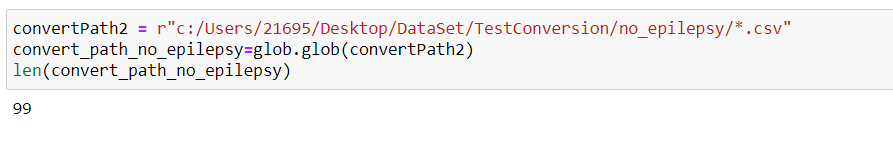 convertPath2 = r"c:/Users/21695/Desktop/DataSet/TestConversion/no_epilepsy/*.csv"
convert_path_no_epilepsy=glob.glob(convertPath2)
len(convert_path_no_epilepsy)
99